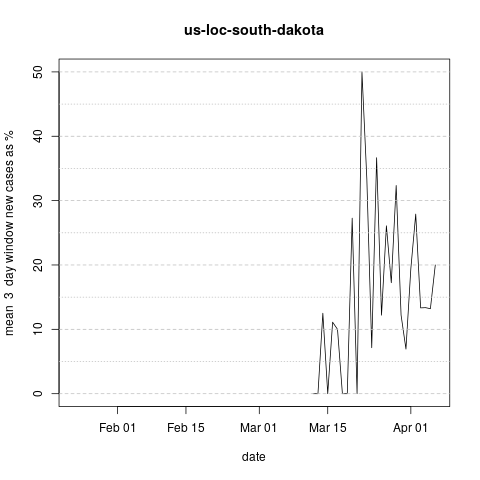 us-loc-south-dakota
mean 3 day window new cases as %
50
40
30
20
10
0
Feb 01 Feb 15 Mar 01 Mar 15 Apr 01
date